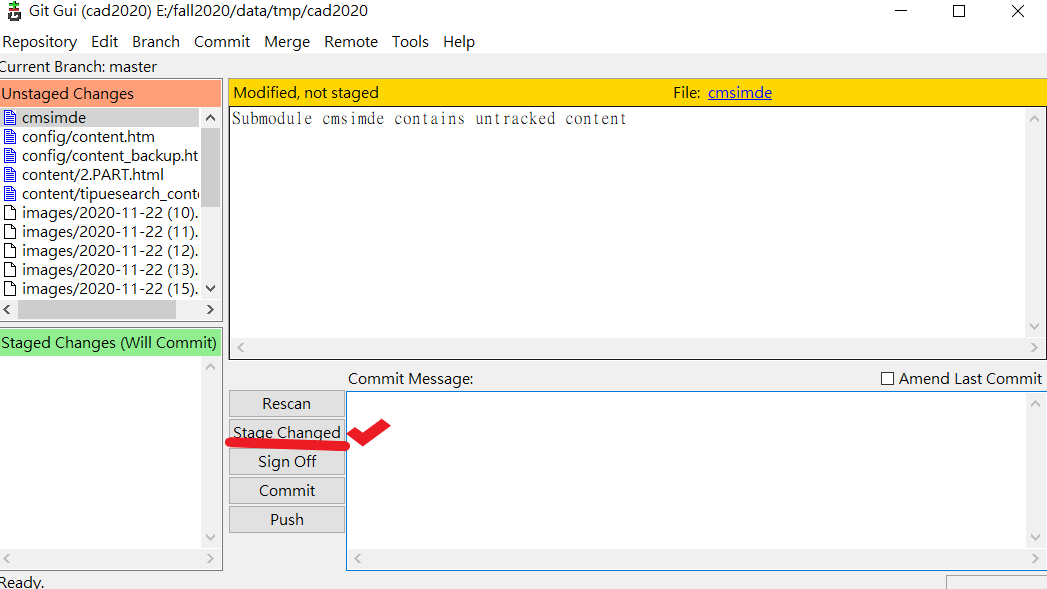 Git Gui (cad2020) E:/fall2020/data/tmp/cad2020
Repository Edit Branch Commit Merge Remote Tools Help
Current Branch: master
Unstaged Changes
cmsimde
config/content.htm
config/content_backup.ht
content/2.PART.html
content/tipuesearch_conte
images/2020-11-22 (10).
images/2020-11-22 (11).
images/2020-11-22 (12).
images/2020-11-22 (13).
images/2020-11-22 (15).
Staged Changes (Will Commit)
Modified, not staged
File: cmsimde
Submodule cmsimde contains untracked content
Commit Message:
Amend Last Commit
Rescan
Stage Changed
Sign Off
Commit
Push
Ready.